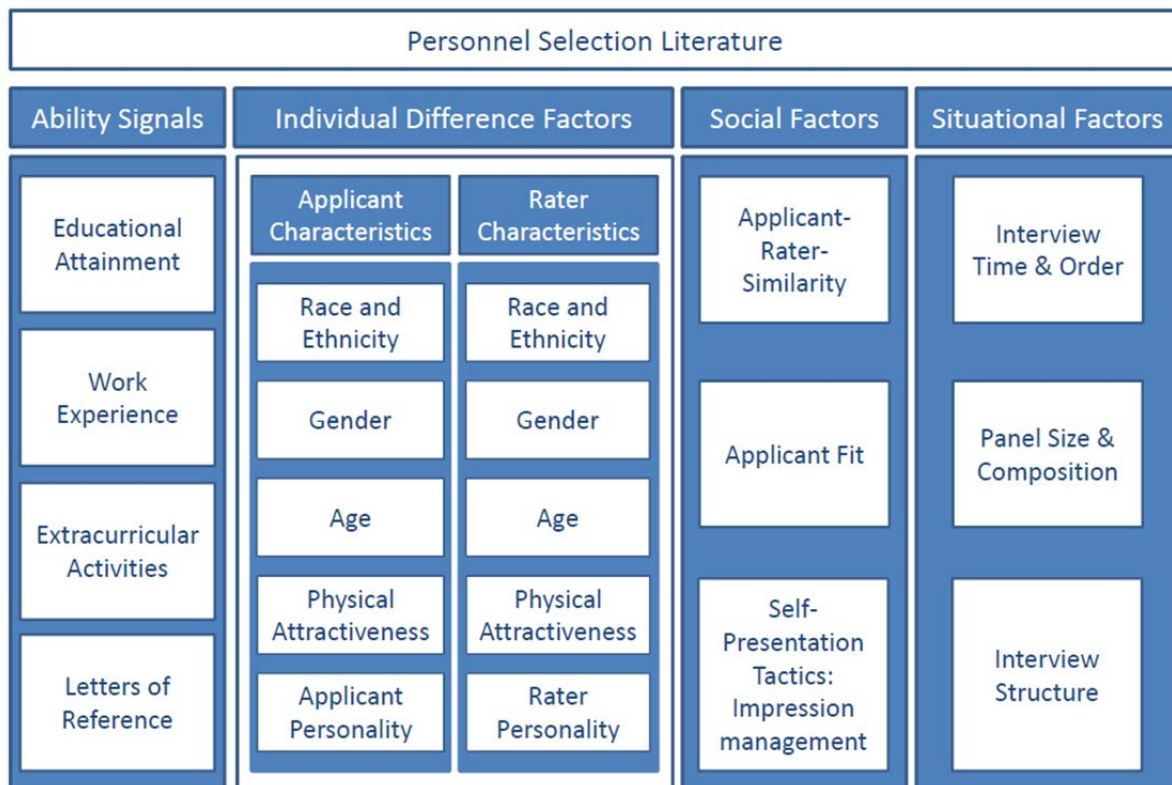 Personnel Selection Literature
Ability Signals
Individual Difference Factors
Social Factors
Situational Factors
Educational
Attainment
Work
Experience
Extracurricular
Activities
Letters of
Reference
Applicant
Characteristics
Race and
Ethnicity
Gender
Age
Physical
Attractiveness
Applicant
Personality
Rater
Characteristics
Race and
Ethnicity
Gender
Age
Physical
Attractiveness
Rater
Personality
Applicant-
Rater-
Similarity
Applicant Fit
Self-
Presentation
Tactics:
Impression
management
Interview
Time & Order
Panel Size &
Composition
Interview
Structure